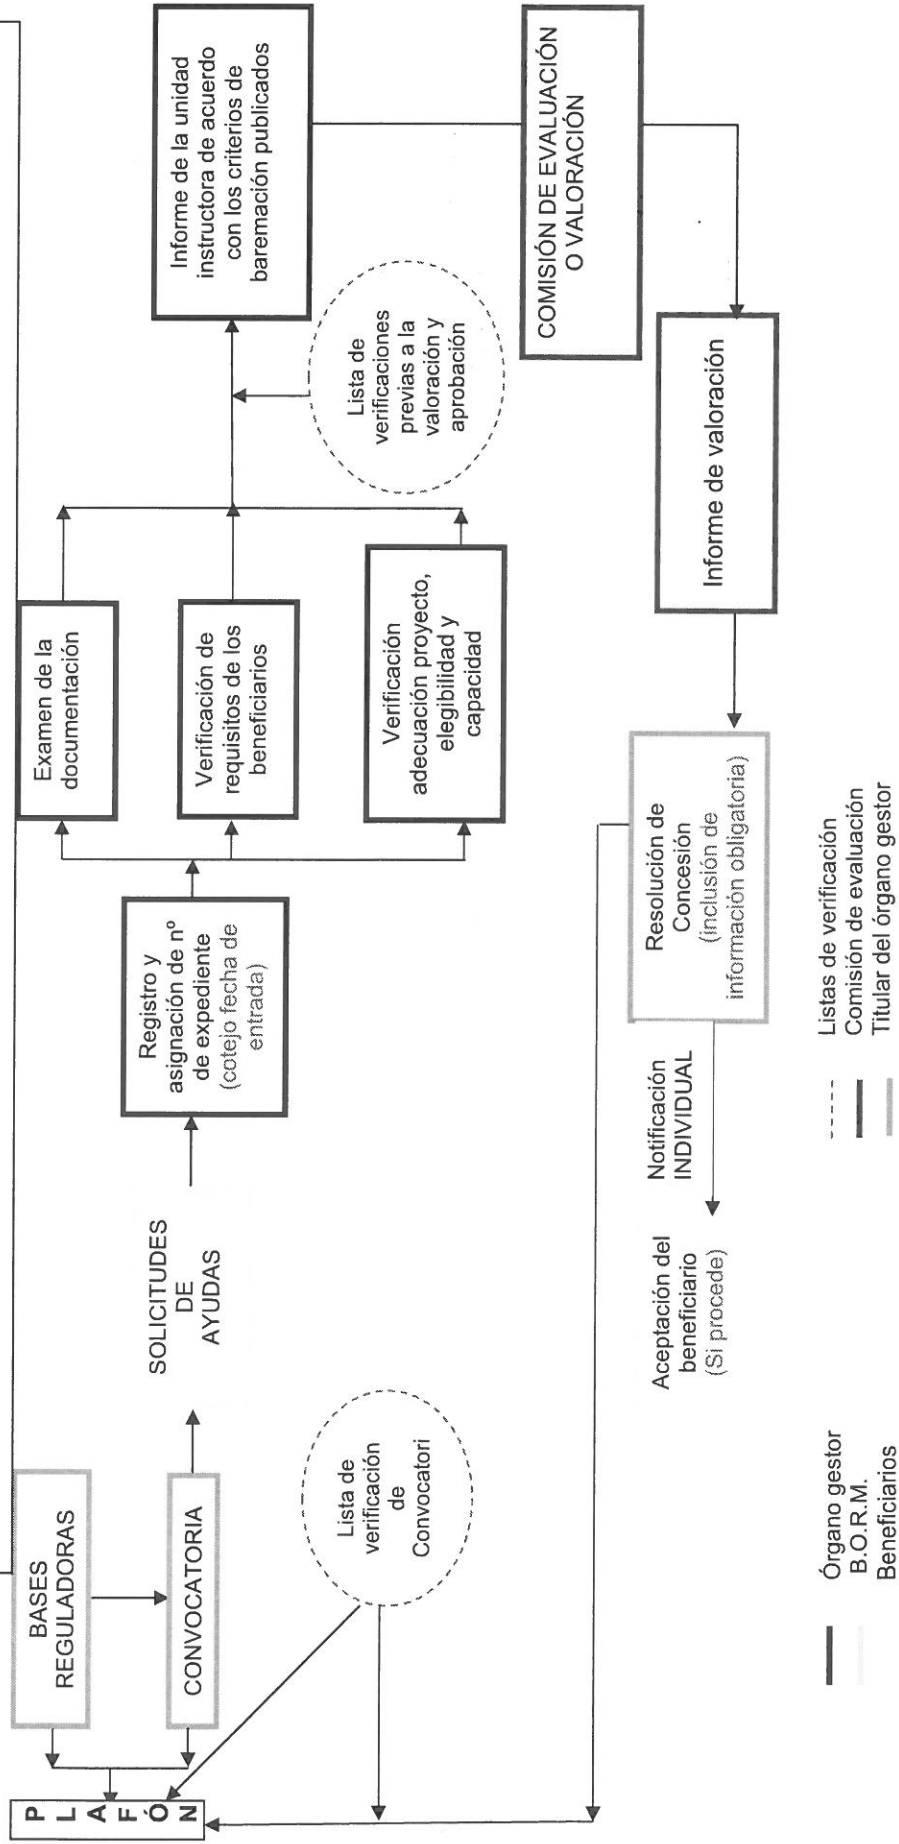 P
L
A
F
Ó
N
BASES
REGULADORAS
CONVOCATORIA
SOLICITUDES
DE
AYUDAS
Lista de
verificación
de
Convocatori
Registro y
asignación de nº
de expediente
(cotejo fecha de
entrada)
Examen de la
documentación
Verificación de
requisitos de los
beneficiarios
Verificación
adecuación proyecto,
elegibilidad y
capacidad
Lista de
verificaciones
previas a la
valoración y
aprobación
Informe de la unidad
instructora de acuerdo
con los criterios de
baremación publicados
COMISIÓN DE EVALUACIÓN
O VALORACIÓN
Informe de valoración
Resolución de
Concesión
(inclusión de
información obligatoria)
Notificación
INDIVIDUAL
Aceptación del
beneficiario
(Si procede)
Órgano gestor
B.O.R.M.
Beneficiarios
Listas de verificación
Comisión de evaluación
Titular del órgano gestor